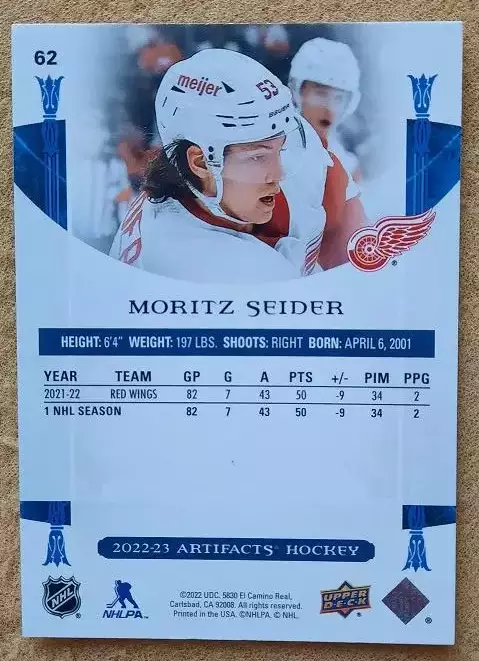 62
meijer 53
BAUER
MORITZ SEIDER
HEIGHT: 6'4" WEIGHT: 197 LBS. SHOOTS: RIGHT BORN: APRIL 6, 2001
YEAR TEAM GP G A PTS +/- PIM PPG
2021-22 RED WINGS 82 7 43 50 -9 34 2
1 NHL SEASON 82 7 43 50 -9 34 2
2022-23 ARTIFACTS® HOCKEY
©2022 UDC. 5830 El Camino Real,
Carlsbad, CA 92008. All rights reserved.
Printed in the USA. ©NHLPA. © NHL.
NHL
NHLPA
UPPER
DECK